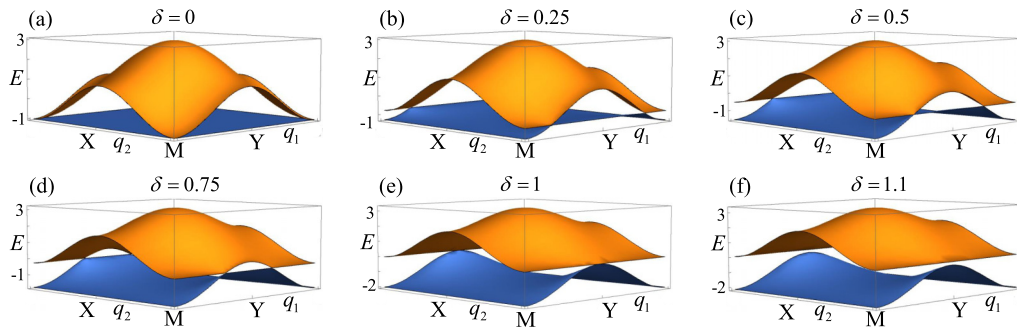 (a) δ = 0
3
E
-1
X q₂ M Y q₁
(b) δ = 0.25
3
E
-1
X q₂ M Y q₁
(c) δ = 0.5
3
E
-1
X q₂ M Y q₁
(d) δ = 0.75
3
E
-1
X q₂ M Y q₁
(e) δ = 1
3
E
-2
X q₂ M Y q₁
(f) δ = 1.1
3
E
-2
X q₂ M Y q₁